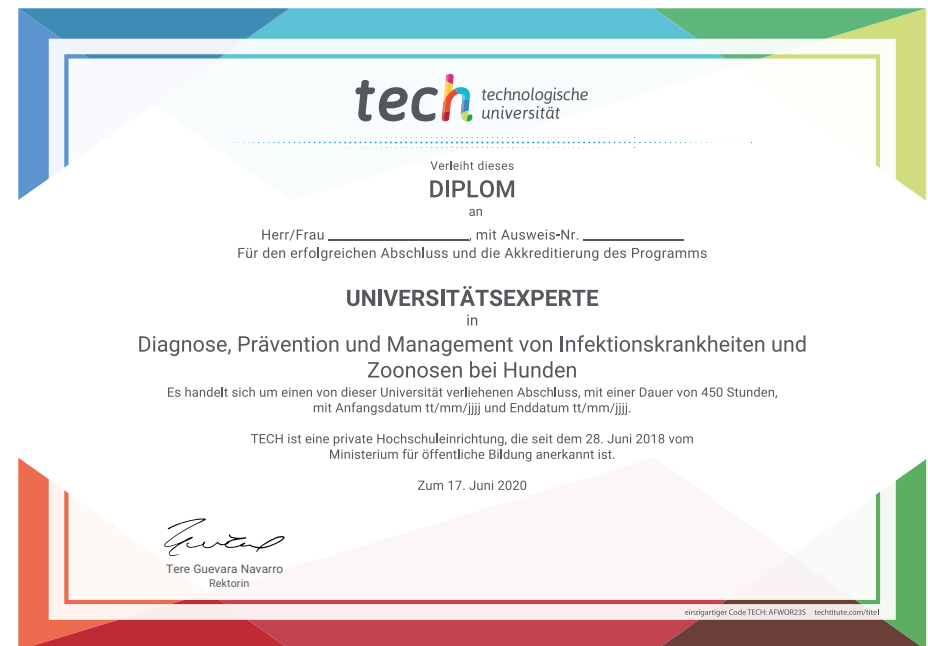 tech technologische
universität
Verleiht dieses
DIPLOM
an
Herr/Frau ____________________, mit Ausweis-Nr. ______________
Für den erfolgreichen Abschluss und die Akkreditierung des Programms
UNIVERSITÄTSEXPERTE
in
Diagnose, Prävention und Management von Infektionskrankheiten und
Zoonosen bei Hunden
Es handelt sich um einen von dieser Universität verliehenen Abschluss, mit einer Dauer von 450 Stunden,
mit Anfangsdatum tt/mm/jjjj und Enddatum tt/mm/jjjj.
TECH ist eine private Hochschuleinrichtung, die seit dem 28. Juni 2018 vom
Ministerium für öffentliche Bildung anerkannt ist.
Zum 17. Juni 2020
Tere Guevara Navarro
Rektorin
einzigartiger Code TECH: AFWOR23S techtitute.com/titel